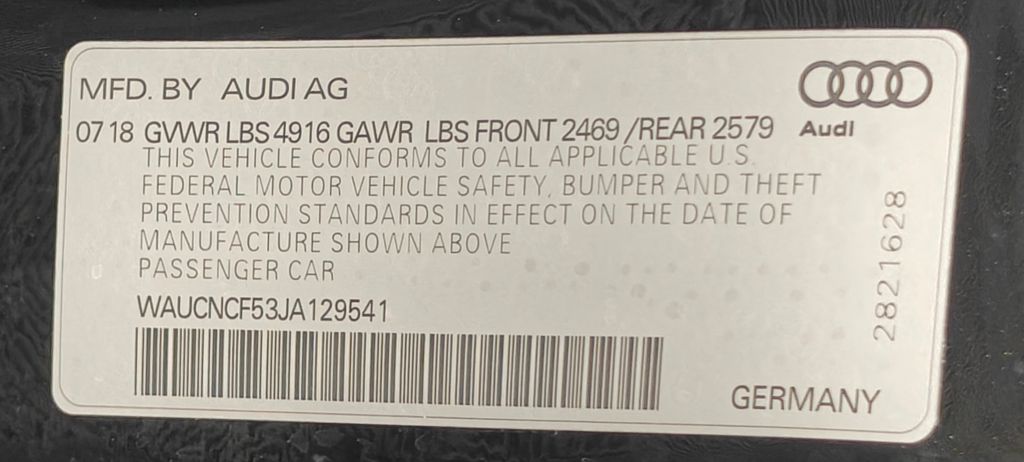 MFD. BY AUDI AG
07 18 GVWR LBS 4916 GAWR LBS FRONT 2469 / REAR 2579
Audi
THIS VEHICLE CONFORMS TO ALL APPLICABLE U.S.
FEDERAL MOTOR VEHICLE SAFETY, BUMPER AND THEFT
PREVENTION STANDARDS IN EFFECT ON THE DATE OF
MANUFACTURE SHOWN ABOVE
PASSENGER CAR
WAUCNCF53JA129541
2821628
GERMANY